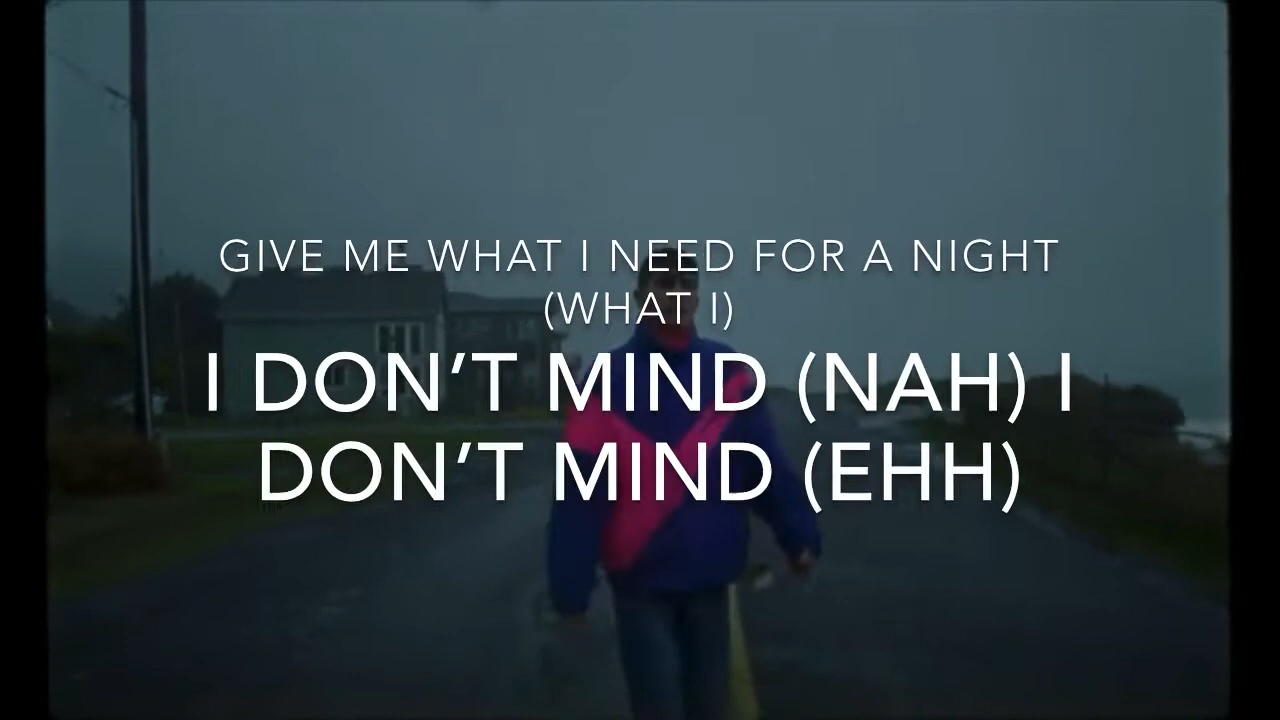 GIVE ME WHAT I NEED FOR A NIGHT
(WHAT I)
I DON’T MIND (NAH) I
DON’T MIND (EHH)